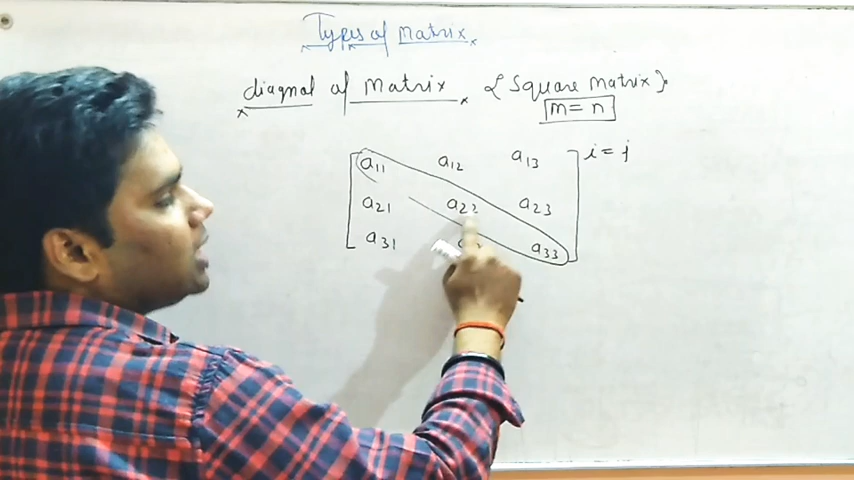 Types of Matrix
diagnal of Matrix {Square Matrix}
m = n
a11 a12 a13 i = j
a21 a22 a23
a31 a33